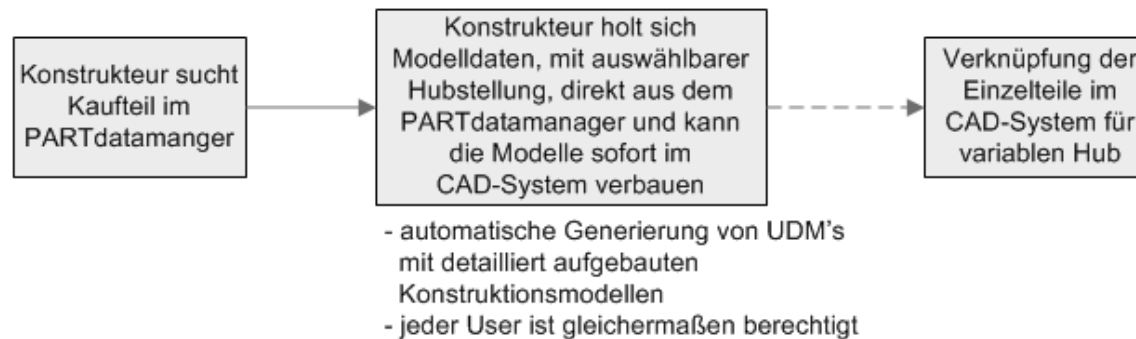 Konstrukteur sucht
Kaufteil im
PARTdatamanger
Konstrukteur holt sich
Modelldaten, mit auswählbarer
Hubstellung, direkt aus dem
PARTdatamanager und kann
die Modelle sofort im
CAD-System verbauen
- automatische Generierung von UDM's
mit detailliert aufgebauten
Konstruktionsmodellen
- jeder User ist gleichermaßen berechtigt
Verknüpfung der
Einzelteile im
CAD-System für
variablen Hub